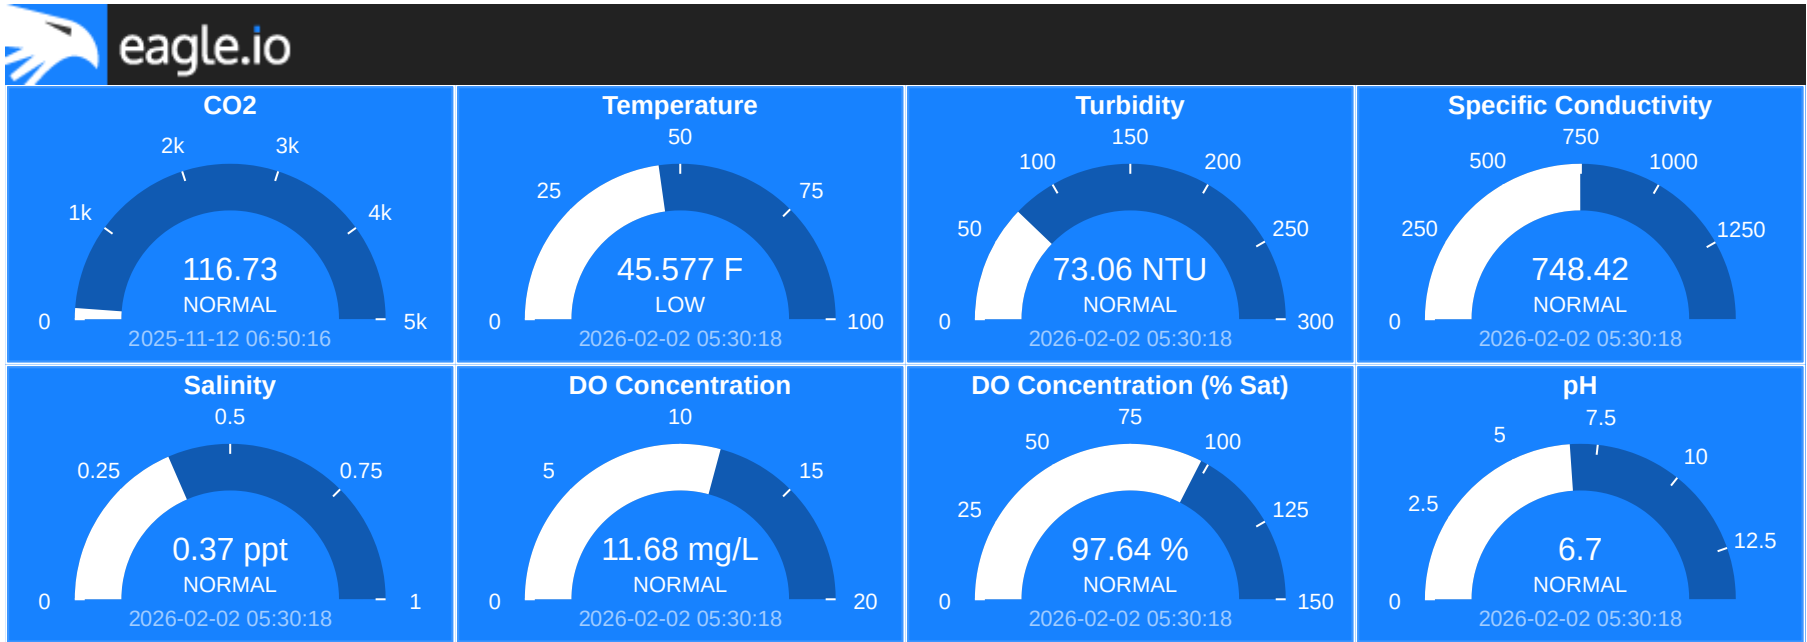 eagle.io
CO2
2k 3k
1k 4k
0 5k
116.73
NORMAL
2025-11-12 06:50:16
Temperature
50
25 75
0 100
45.577 F
LOW
2026-02-02 05:30:18
Turbidity
150
100 200
50 250
0 300
73.06 NTU
NORMAL
2026-02-02 05:30:18
Specific Conductivity
750
500 1000
250 1250
0
748.42
NORMAL
2026-02-02 05:30:18
Salinity
0.5
0.25 0.75
0 1
0.37 ppt
NORMAL
2026-02-02 05:30:18
DO Concentration
10
5 15
0 20
11.68 mg/L
NORMAL
2026-02-02 05:30:18
DO Concentration (% Sat)
75
50 100
25 125
0 150
97.64 %
NORMAL
2026-02-02 05:30:18
pH
7.5
5 10
2.5 12.5
0
6.7
NORMAL
2026-02-02 05:30:18